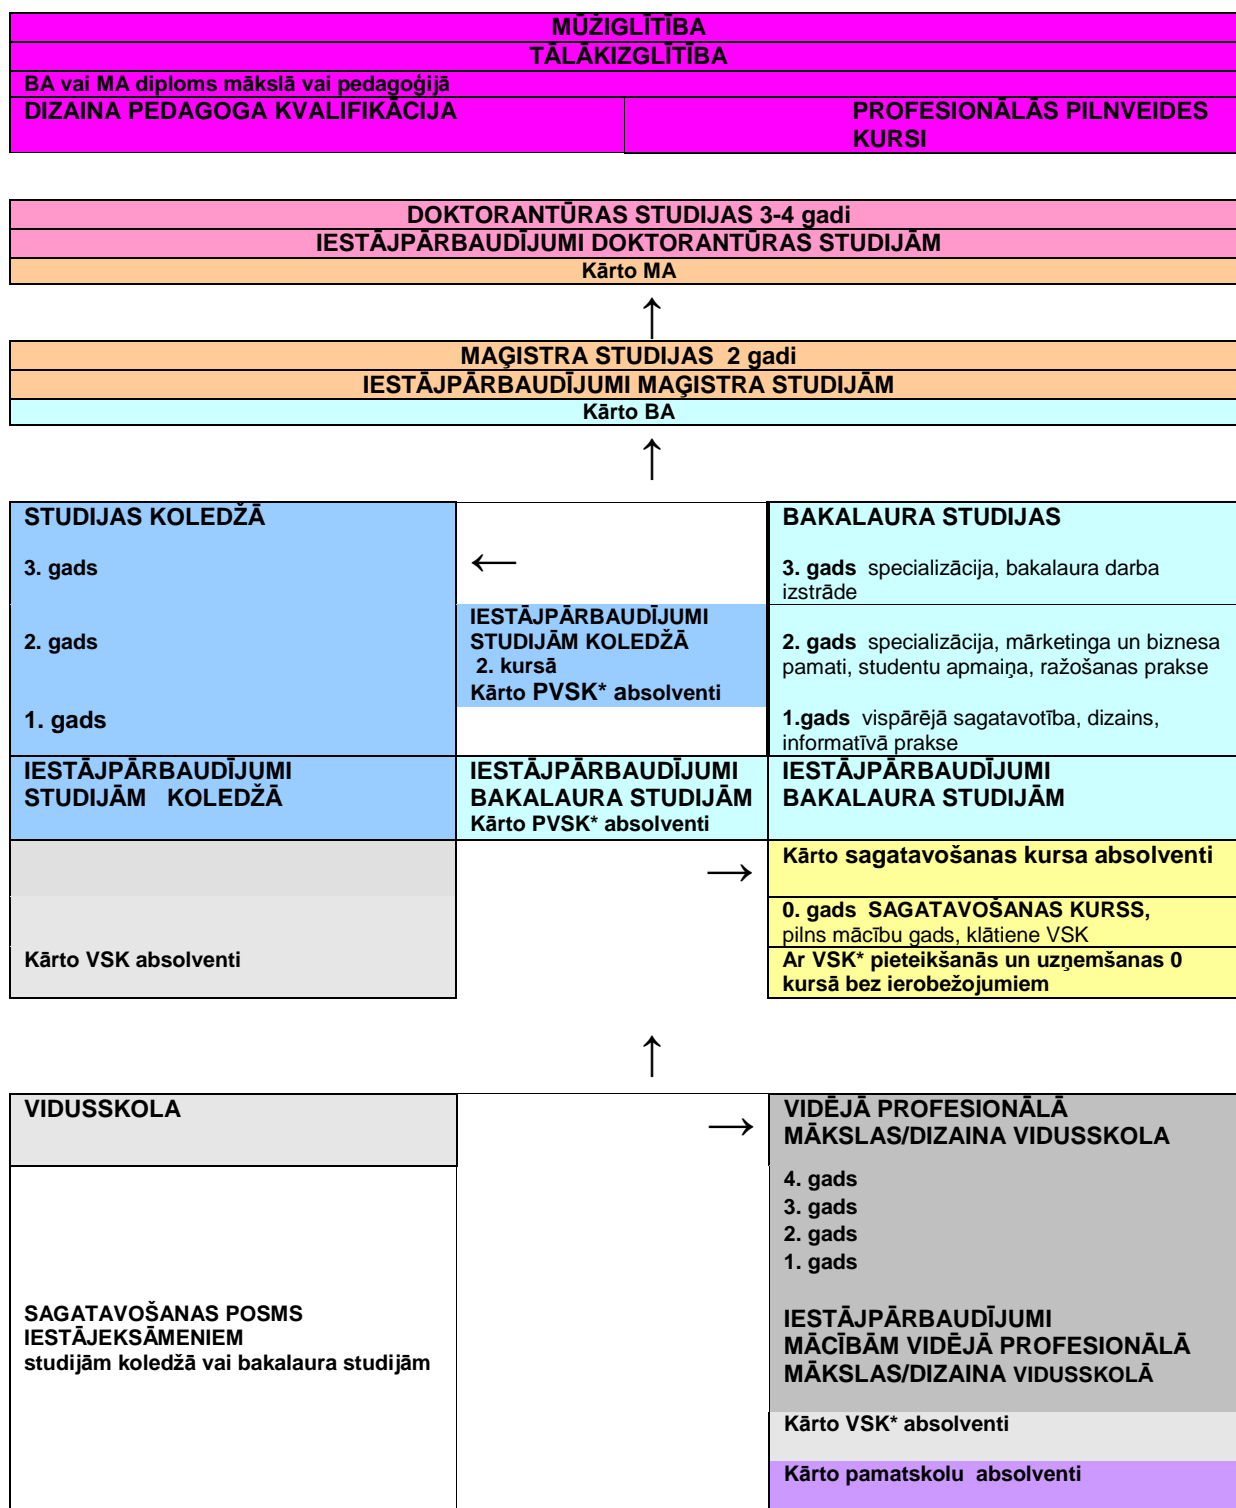 MŪŽIGLĪTĪBA
TĀLĀKIZGLĪTĪBA
BA vai MA diploms mākslā vai pedagoģijā
DIZAINA PEDAGOGA KVALIFIKĀCIJA
PROFESIONĀLĀS PILNVEIDES
KURSI
DOKTORANTŪRAS STUDIJAS 3-4 gadi
IESTĀJPĀRBAUDĪJUMI DOKTORANTŪRAS STUDIJĀM
Kārto MA
↑
MAĢISTRA STUDIJAS 2 gadi
IESTĀJPĀRBAUDĪJUMI MAĢISTRA STUDIJĀM
Kārto BA
↑
STUDIJAS KOLEDŽĀ
3. gads
2. gads
1. gads
←
IESTĀJPĀRBAUDĪJUMI
STUDIJĀM KOLEDŽĀ
2. kursā
Kārto PVSK* absolventi
BAKALAURA STUDIJAS
3. gads specializācija, bakalaura darba
izstrāde
2. gads specializācija, mārketinga un biznesa
pamati, studentu apmaiņa, ražošanas prakse
1.gads vispārējā sagatavotība, dizains,
informatīvā prakse
IESTĀJPĀRBAUDĪJUMI
STUDIJĀM KOLEDŽĀ
IESTĀJPĀRBAUDĪJUMI
BAKALAURA STUDIJĀM
Kārto PVSK* absolventi
IESTĀJPĀRBAUDĪJUMI
BAKALAURA STUDIJĀM
Kārto VSK absolventi
→
Kārto sagatavošanas kursa absolventi
0. gads SAGATAVOŠANAS KURSS,
pilns mācību gads, klātiene VSK
Ar VSK* pieteikšanās un uzņemšanas 0
kursā bez ierobežojumiem
↑
VIDUSSKOLA
→
VIDĒJĀ PROFESIONĀLĀ
MĀKSLAS/DIZAINA VIDUSSKOLA
4. gads
3. gads
2. gads
1. gads
SAGATAVOŠANAS POSMS
IESTĀJEKSĀMENIEM
studijām koledžā vai bakalaura studijām
IESTĀJPĀRBAUDĪJUMI
MĀCĪBĀM VIDĒJĀ PROFESIONĀLĀ
MĀKSLAS/DIZAINA VIDUSSKOLĀ
Kārto VSK* absolventi
Kārto pamatskolu absolventi